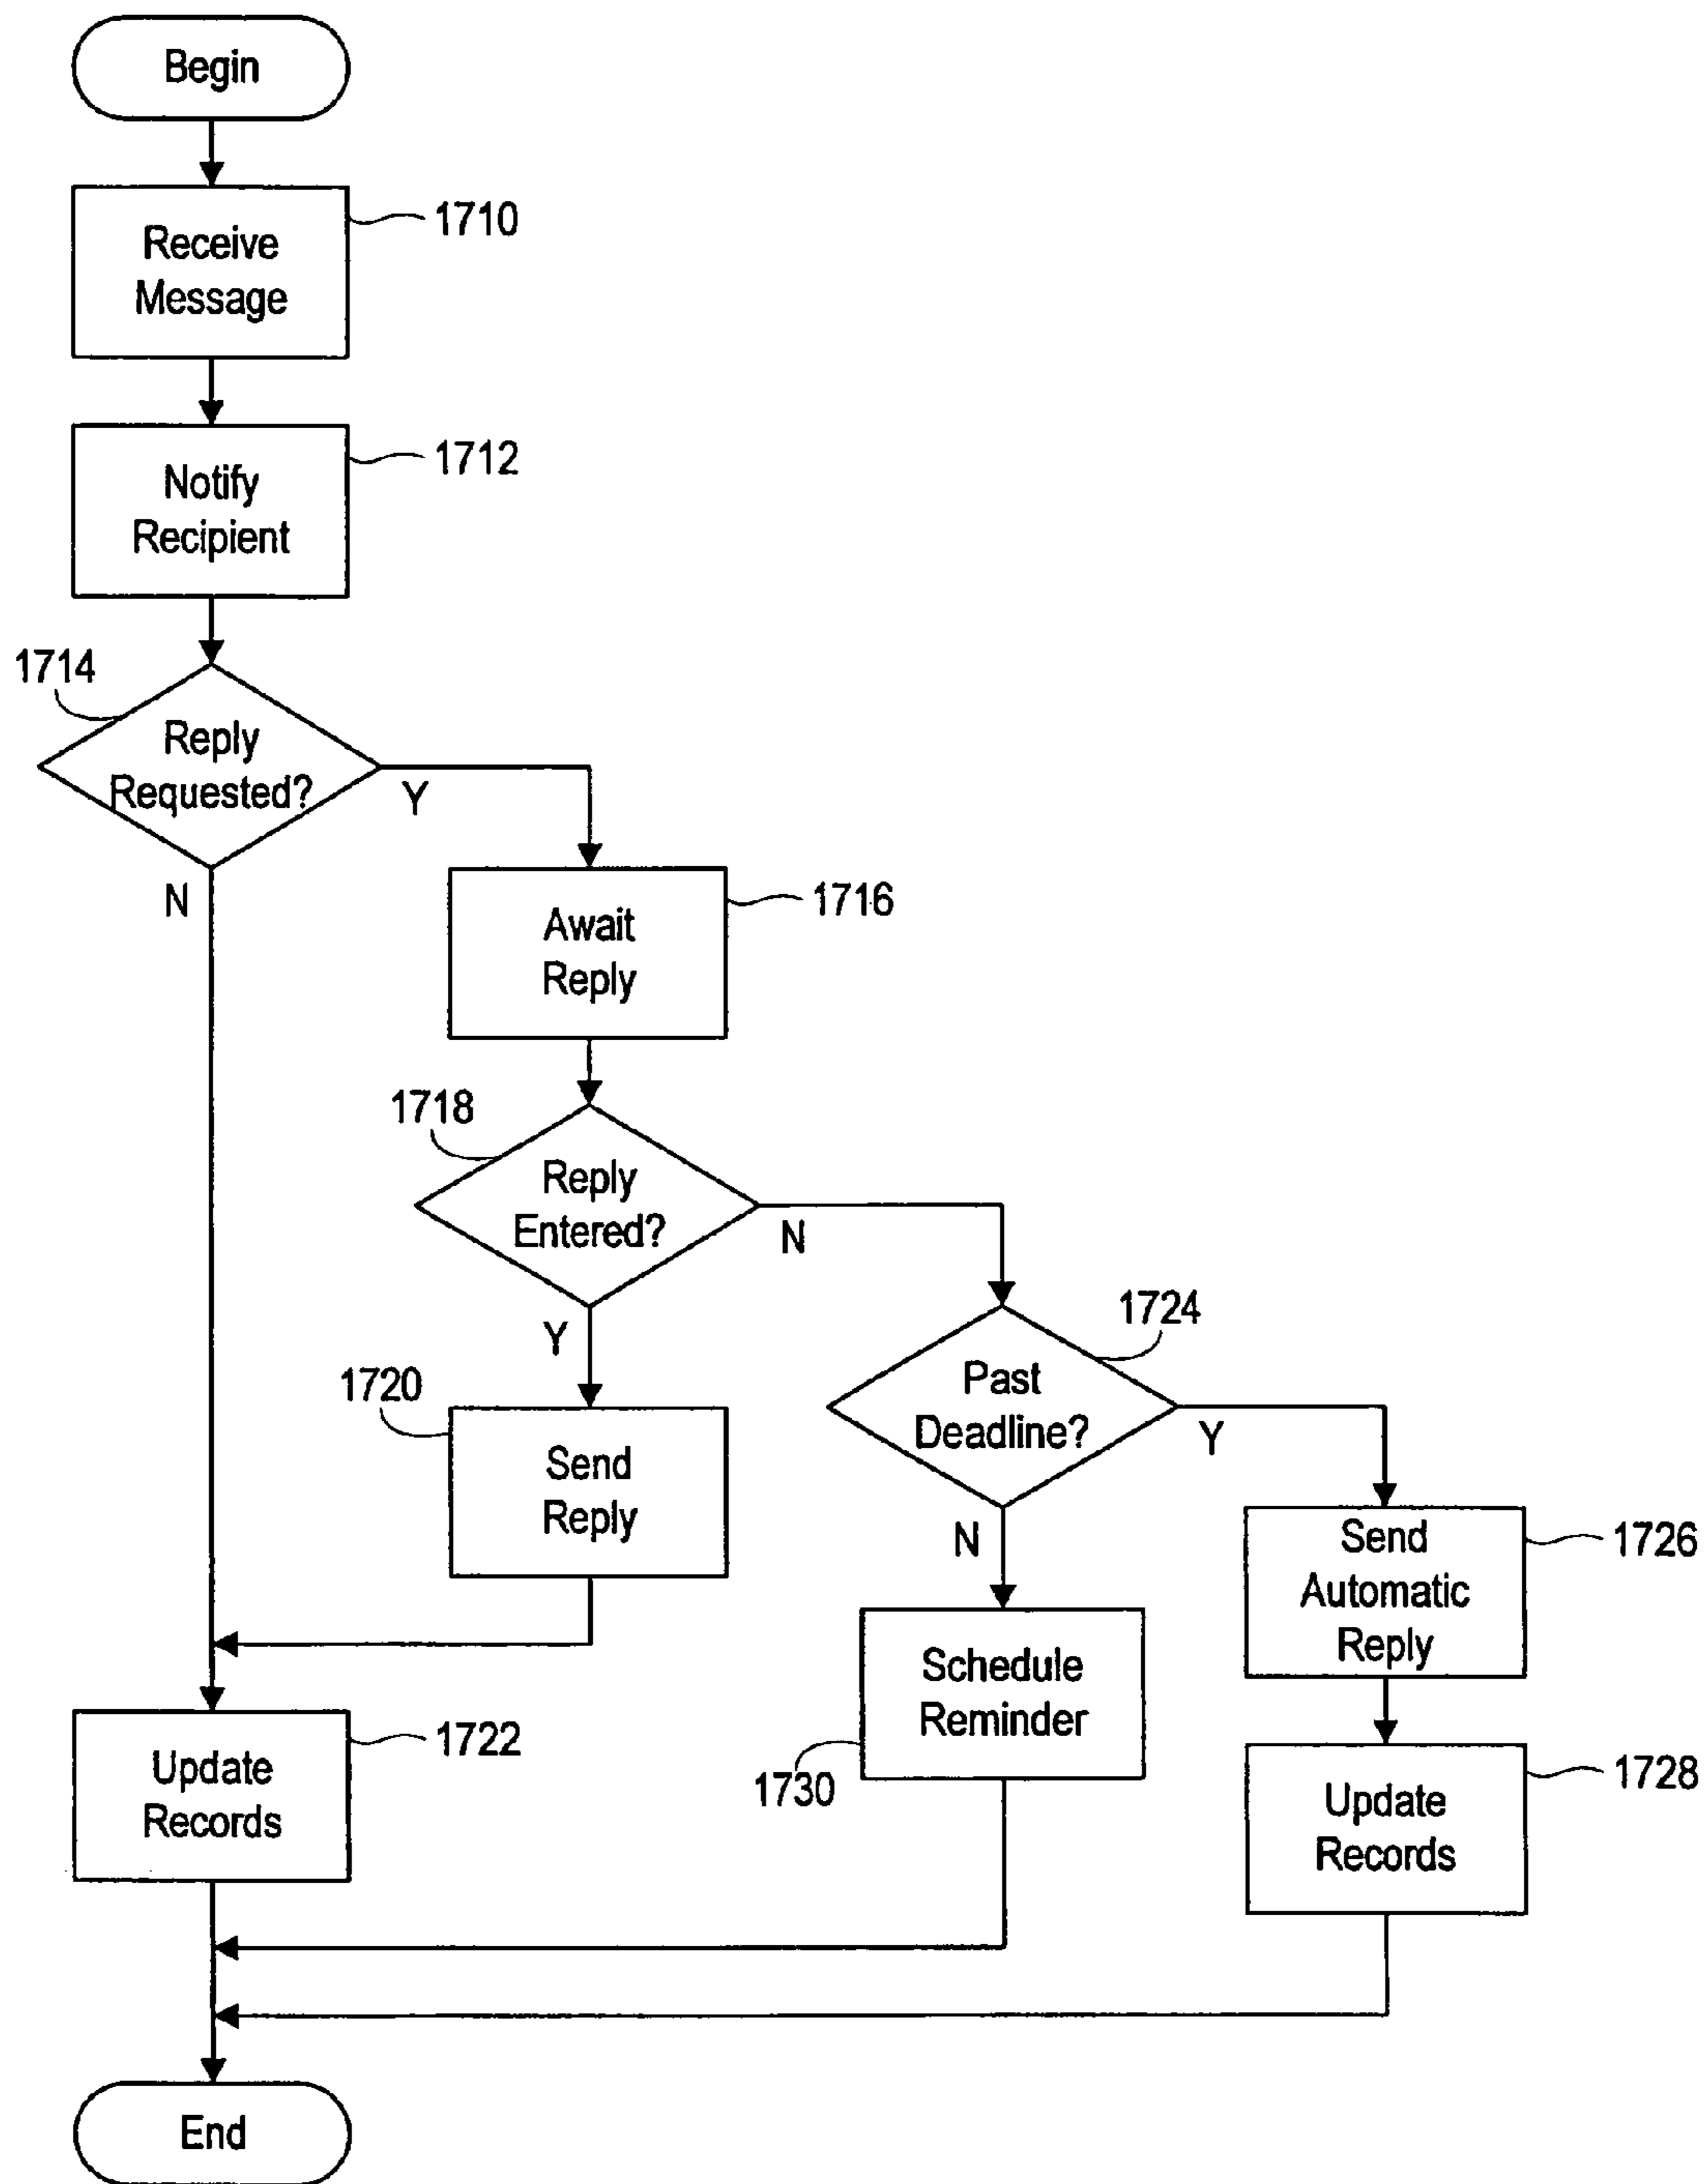 Begin
1710
Receive
Message
1712
Notify
Recipient
1714
Reply
Requested?
Y
N
1716
Await
Reply
1718
Reply
Entered?
N
Y
1724
Past
Deadline?
Y
N
1720
Send
Reply
1726
Send
Automatic
Reply
Schedule
Reminder
1730
1722
Update
Records
1728
Update
Records
End